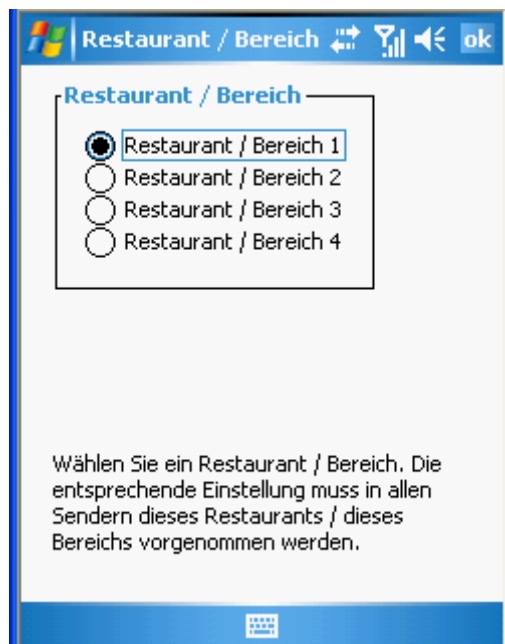 Restaurant / Bereich ok
Restaurant / Bereich
Restaurant / Bereich 1
Restaurant / Bereich 2
Restaurant / Bereich 3
Restaurant / Bereich 4
Wählen Sie ein Restaurant / Bereich. Die
entsprechende Einstellung muss in allen
Sendern dieses Restaurants / dieses
Bereichs vorgenommen werden.